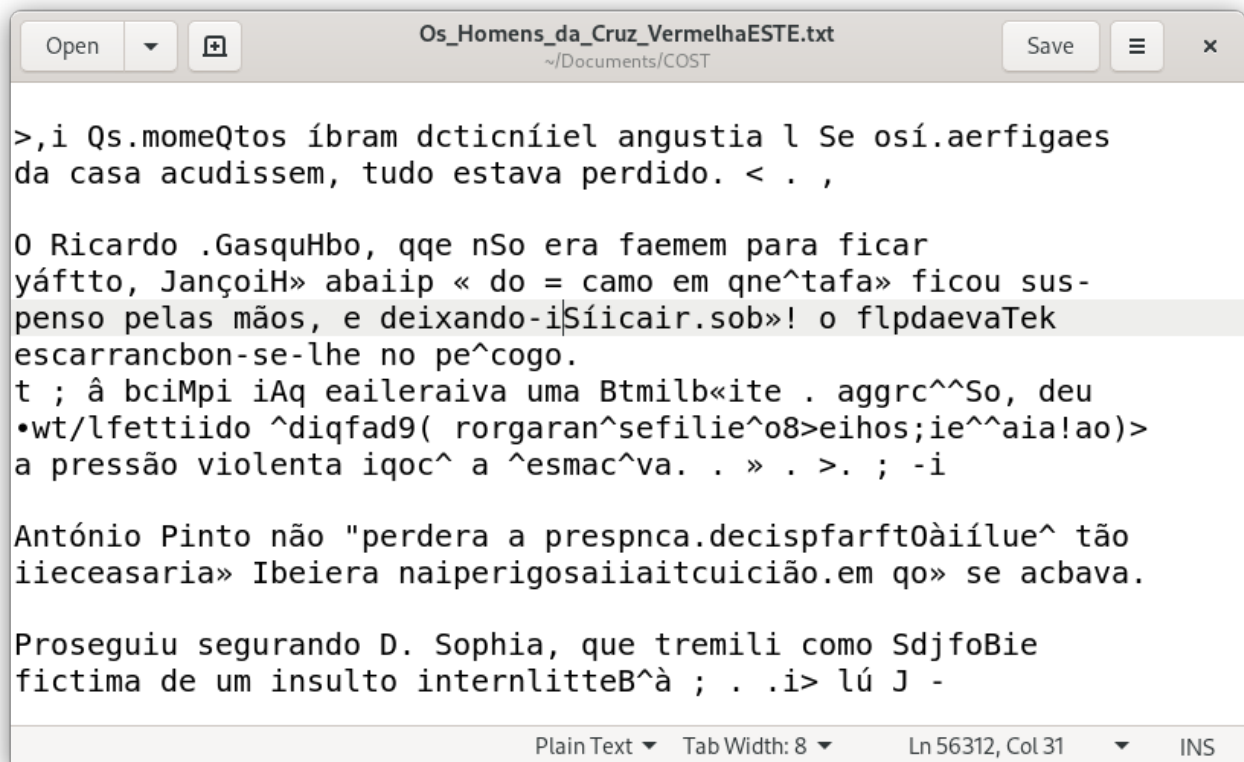 Open
Os_Homens_da_Cruz_VermelhaESTE.txt
~/Documents/COST
Save
>,i Qs.momeQtos íbram dcticníiel angustia l Se osí.aerfigaes
da casa acudissem, tudo estava perdido. < . ,
O Ricardo .GasquHbo, qqe nSo era faemem para ficar
yáftto, JançoiH» abaiip « do = camo em qne^tafa» ficou sus-
penso pelas mãos, e deixando-iSíicair.sob»! o flpdaevaTek
escarrancbon-se-lhe no pe^cogo.
t ; â bciMpi iAq eaileraiva uma Btmilb«ite . aggrc^^So, deu
•wt/lfettiido ^diqfad9( rorgaran^sefilie^o8>eihos;ie^^aia!ao)>
a pressão violenta iqoc^ a ^esmac^va. . » . >. ; -i
António Pinto não "perdera a prespnca.decispfarftOàiílue^ tão
iieceasaria» Ibeiera naiperigosaiiaitcuicião.em qo» se acbava.
Proseguiu segurando D. Sophia, que tremili como SdjfoBie
fictima de um insulto internlitteB^à ; . .i> lú J -
Plain Text Tab Width: 8 Ln 56312, Col 31 INS